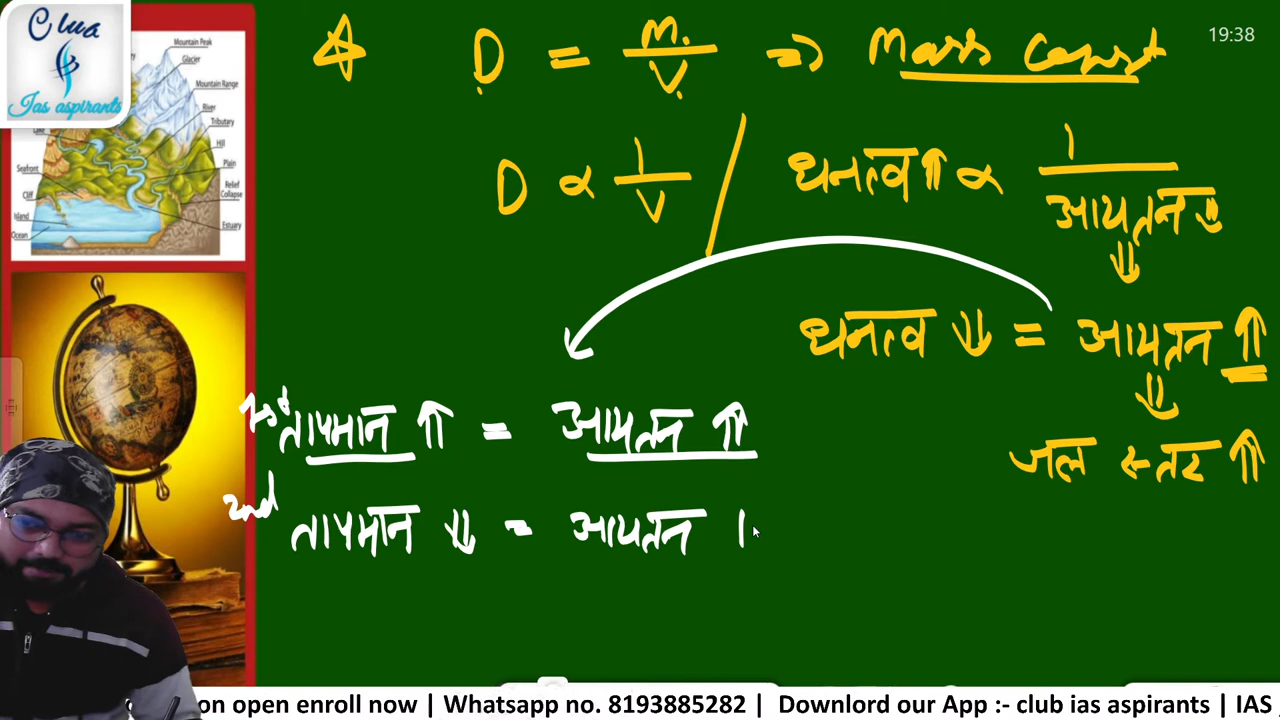 Club
Ias aspirants
Mountain Peak
Glacier
Mountain Range
River
Tributary
Hill
Lake
Seafont
Plain
Cliff
Relief
Collapse
Island
Estuary
Ocean
19:38
D = M. / V. => Mass const
D ∝ 1/V / घनत्व ↑ ∝ 1/आयतन ⇓
⇓
घनत्व ⇓ = आयतन ⇑
⇓
जल स्तर ⇑
तापमान ⇑ = आयतन ⇑
2nd तापमान ⇓ = आयतन
on open enroll now | Whatsapp no. 8193885282 | Downlord our App :- club ias aspirants | IAS